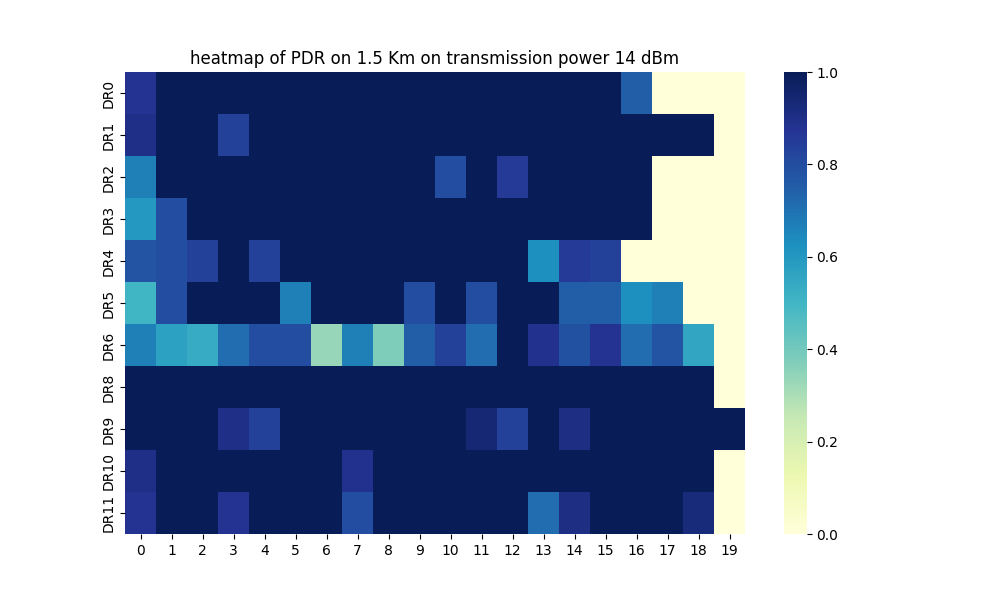 heatmap of PDR on 1.5 Km on transmission power 14 dBm
DR0
DR1
DR2
DR3
DR4
DR5
DR6
DR8
DR9
DR10
DR11
0 1 2 3 4 5 6 7 8 9 10 11 12 13 14 15 16 17 18 19
1.0
0.8
0.6
0.4
0.2
0.0